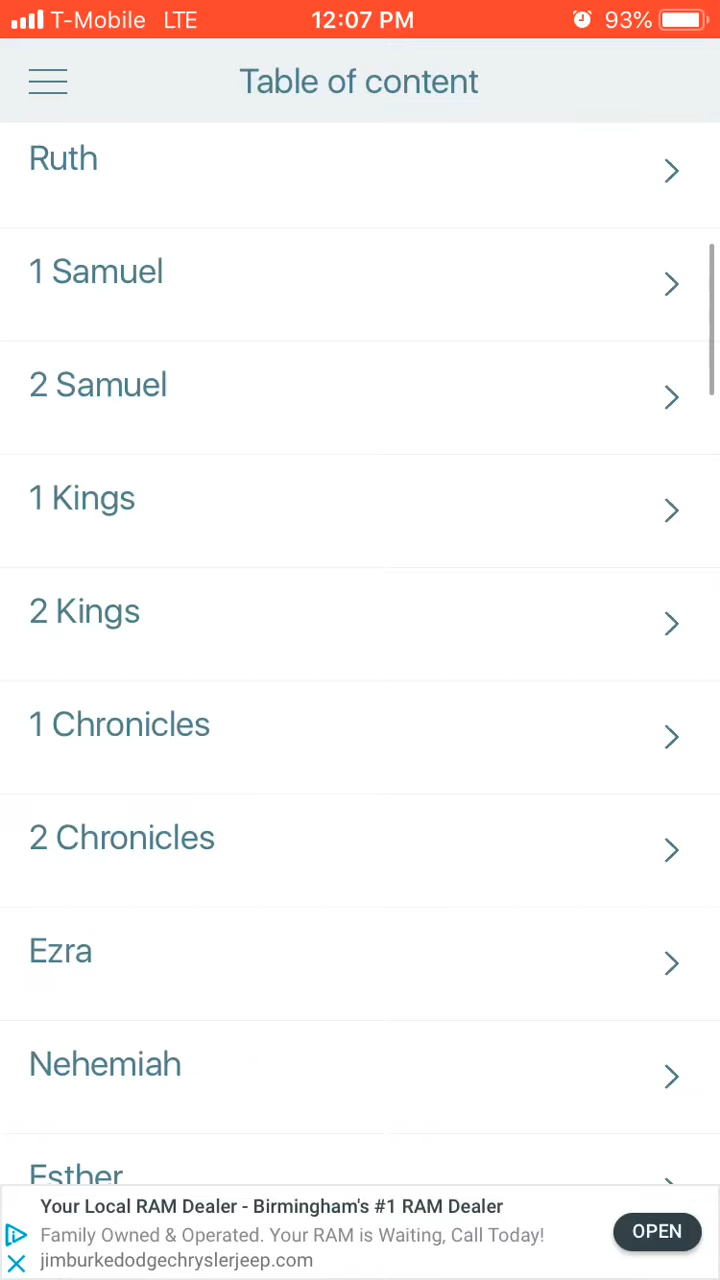 T-Mobile LTE 12:07 PM 93%
Table of content
Ruth
1 Samuel
2 Samuel
1 Kings
2 Kings
1 Chronicles
2 Chronicles
Ezra
Nehemiah
Esther
Your Local RAM Dealer - Birmingham's #1 RAM Dealer
Family Owned & Operated. Your RAM is Waiting, Call Today!
jimburkedodgechryslerjeep.com
OPEN